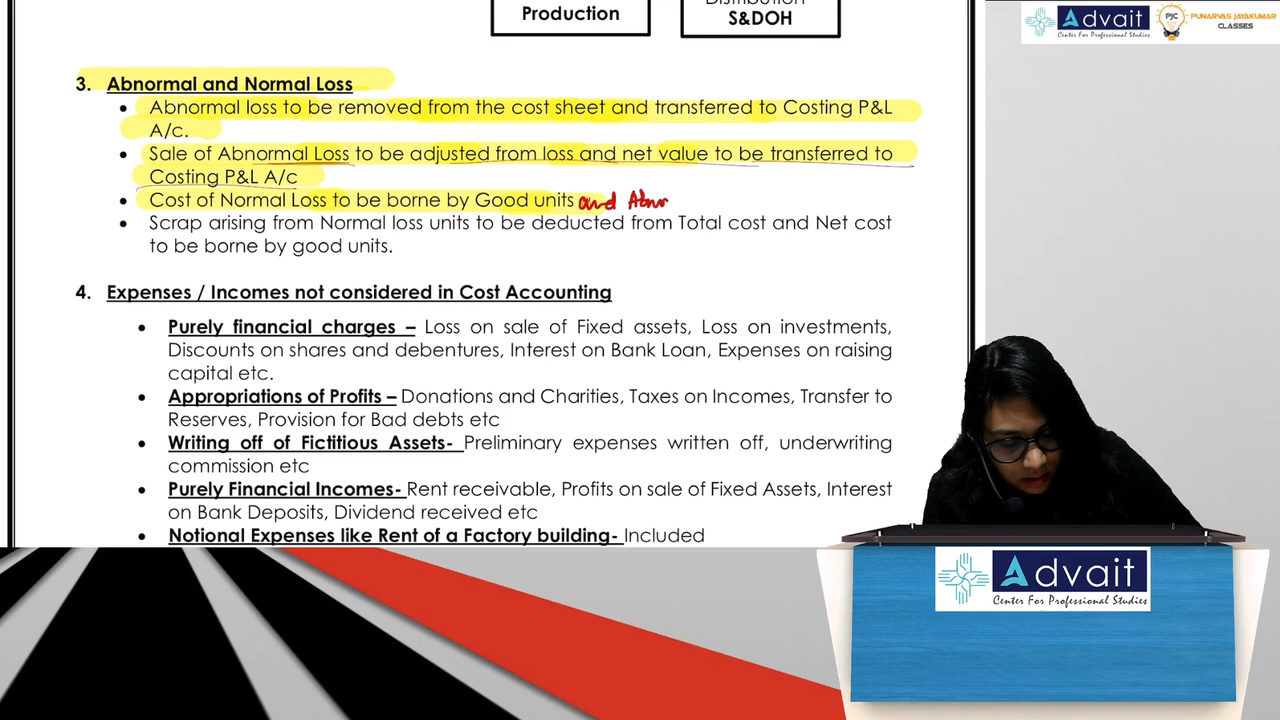 Production
Distribution
S&DOH
Advait
Center For Professional Studies
PJC
PUNARVAS JAYAKUMAR
CLASSES
3. Abnormal and Normal Loss
• Abnormal loss to be removed from the cost sheet and transferred to Costing P&L
A/c.
• Sale of Abnormal Loss to be adjusted from loss and net value to be transferred to
Costing P&L A/c
• Cost of Normal Loss to be borne by Good units and Abno
• Scrap arising from Normal loss units to be deducted from Total cost and Net cost
to be borne by good units.
4. Expenses / Incomes not considered in Cost Accounting
• Purely financial charges – Loss on sale of Fixed assets, Loss on investments,
Discounts on shares and debentures, Interest on Bank Loan, Expenses on raising
capital etc.
• Appropriations of Profits – Donations and Charities, Taxes on Incomes, Transfer to
Reserves, Provision for Bad debts etc
• Writing off of Fictitious Assets- Preliminary expenses written off, underwriting
commission etc
• Purely Financial Incomes- Rent receivable, Profits on sale of Fixed Assets, Interest
on Bank Deposits, Dividend received etc
• Notional Expenses like Rent of a Factory building- Included
Advait
Center For Professional Studies